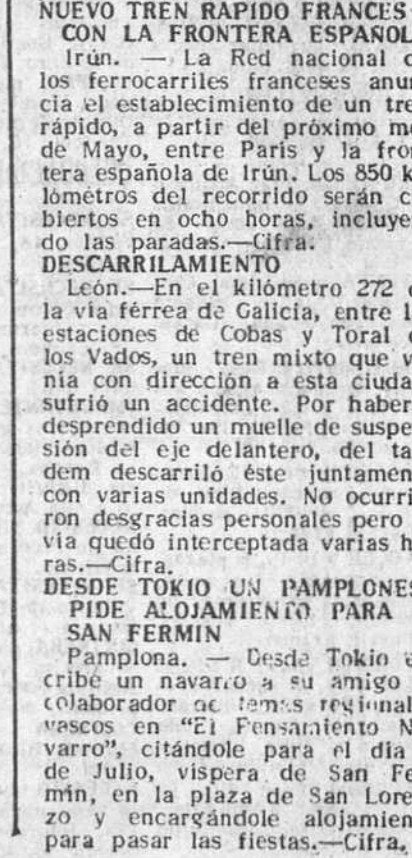 NUEVO TREN RAPIDO FRANCES
CON LA FRONTERA ESPAÑOL
Irún. — La Red nacional d
los ferrocarriles franceses anun
cia el establecimiento de un tre
rápido, a partir del próximo m
de Mayo, entre París y la fron
tera española de Irún. Los 850 k
lómetros del recorrido serán c
biertos en ocho horas, incluye
do las paradas.—Cifra.
DESCARRILAMIENTO
León.—En el kilómetro 272 d
la vía férrea de Galicia, entre l
estaciones de Cobas y Toral d
los Vados, un tren mixto que v
nía con dirección a esta ciuda
sufrió un accidente. Por haber
desprendido un muelle de suspe
sión del eje delantero, del ta
dem descarriló éste juntamen
con varias unidades. No ocurri
ron desgracias personales pero
vía quedó interceptada varias h
ras.—Cifra.
DESDE TOKIO UN PAMPLONES
PIDE ALOJAMIENTO PARA
SAN FERMIN
Pamplona. — Desde Tokio e
cribe un navarro a su amigo
colaborador de temas regional
vascos en "El Pensamiento N
varro", citándole para el día
de Julio, víspera de San Fe
mín, en la plaza de San Lore
zo y encargándole alojamien
para pasar las fiestas.—Cifra.